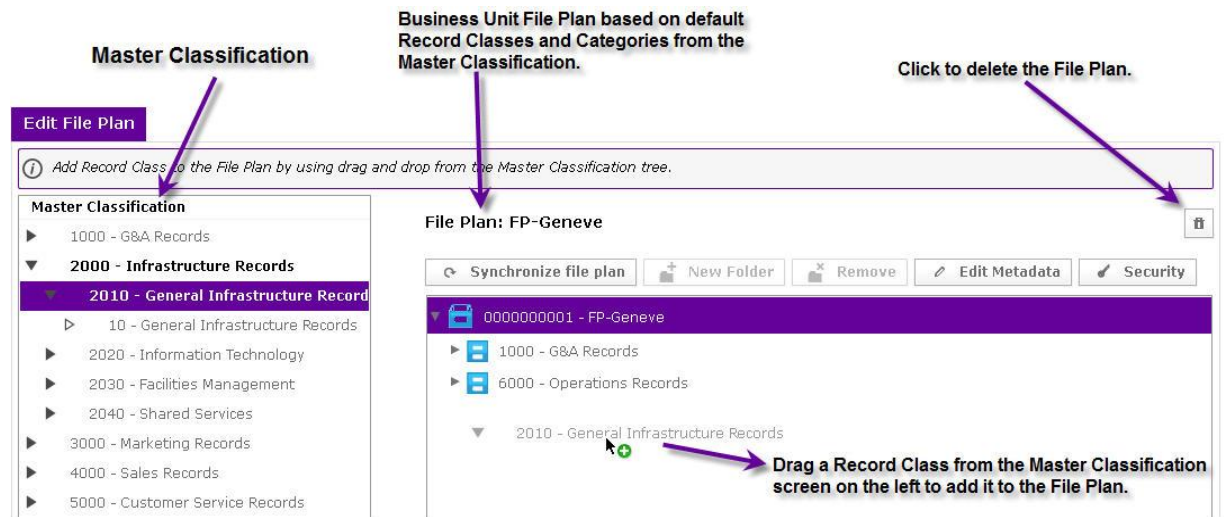 Master Classification
Business Unit File Plan based on default
Record Classes and Categories from the
Master Classification.
Click to delete the File Plan.
Edit File Plan
Add Record Class to the File Plan by using drag and drop from the Master Classification tree.
Master Classification
1000 - G&A Records
2000 - Infrastructure Records
2010 - General Infrastructure Record
10 - General Infrastructure Records
2020 - Information Technology
2030 - Facilities Management
2040 - Shared Services
3000 - Marketing Records
4000 - Sales Records
5000 - Customer Service Records
File Plan: FP-Geneve
Synchronize file plan New Folder Remove Edit Metadata Security
0000000001 - FP-Geneve
1000 - G&A Records
6000 - Operations Records
2010 - General Infrastructure Records
Drag a Record Class from the Master Classification
screen on the left to add it to the File Plan.